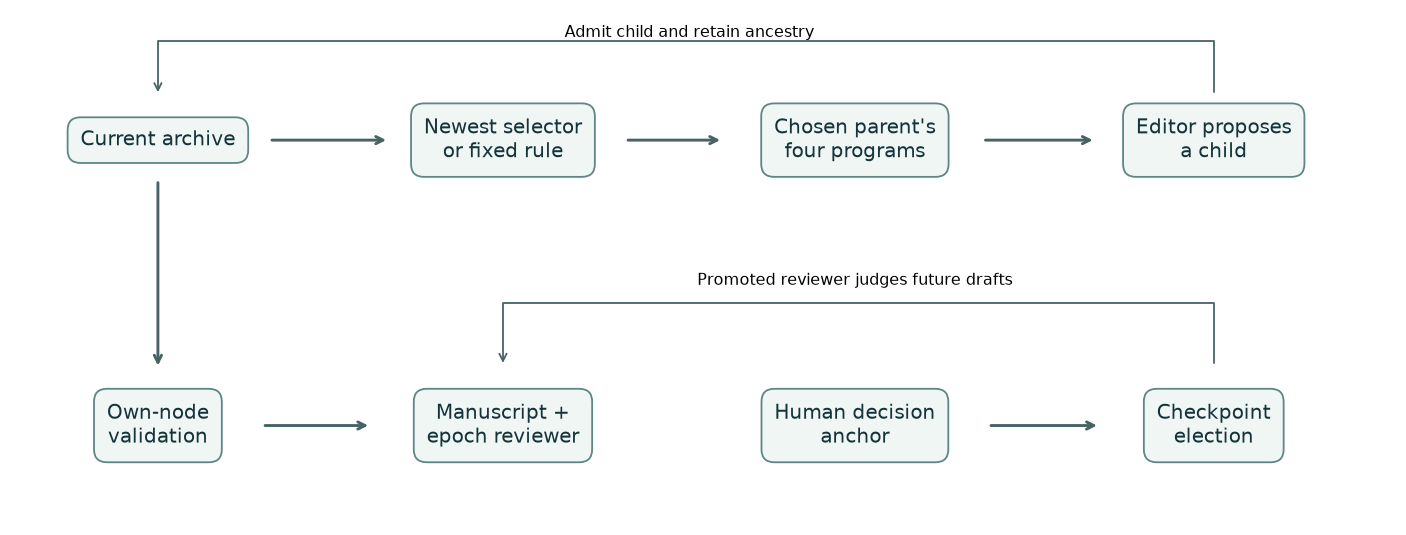 Admit child and retain ancestry
Current archive
Newest selector
or fixed rule
Chosen parent's
four programs
Editor proposes
a child
Promoted reviewer judges future drafts
Own-node
validation
Manuscript +
epoch reviewer
Human decision
anchor
Checkpoint
election